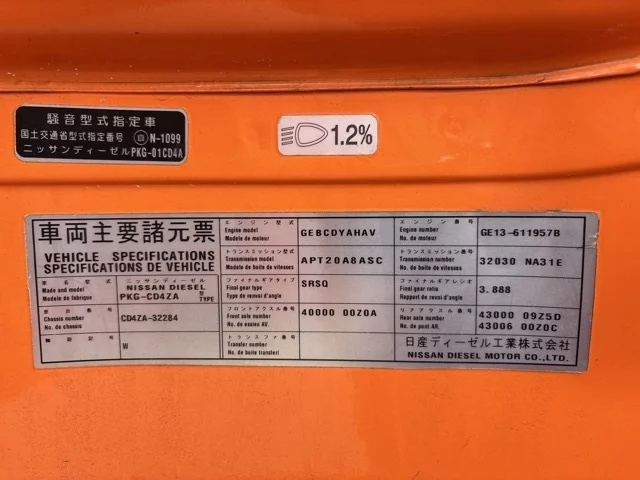 騒音型式指定車
国土交通省型式指定番号 自 N-1099
ニッサンディーゼル PKG-01CD4A
1.2%
車両主要諸元票
VEHICLE SPECIFICATIONS
SPECIFICATIONS DE VEHICLE
車名型式
Made and model
Modele de fabrique
ニッサンディーゼル
NISSAN DIESEL
PKG-CD4ZA 型 TYPE
車台番号
Chassis number
No. de chassis
CD4ZA-32284
補助記号
W
エンジン型式
Engine model
Modele de moteur
GEBCDYAHAV
トランスミッション型式
Transmission model
Modele de boite de vitesses
APT20A8ASC
ファイナルギアタイプ
Final gear type
Type de renvoi d'angle
SRSQ
フロントアクスル番号
Front axle number
No. de essieu AV.
40000 00Z0A
トランスファ番号
Transfer number
No. de boite transferi
エンジン番号
Engine number
No. de moteur
GE13-611957B
トランスミッション番号
Transmission number
No. de boite de vitesses
32030 NA31E
ファイナルギアレシオ
Final gear ratio
Rapport de renvoi d'angle
3.888
リアアクスル番号
Rear axle number
No. de pont AR.
43000 09Z5D
43006 00Z0C
日産ディーゼル工業株式会社
NISSAN DIESEL MOTOR CO.,LTD.